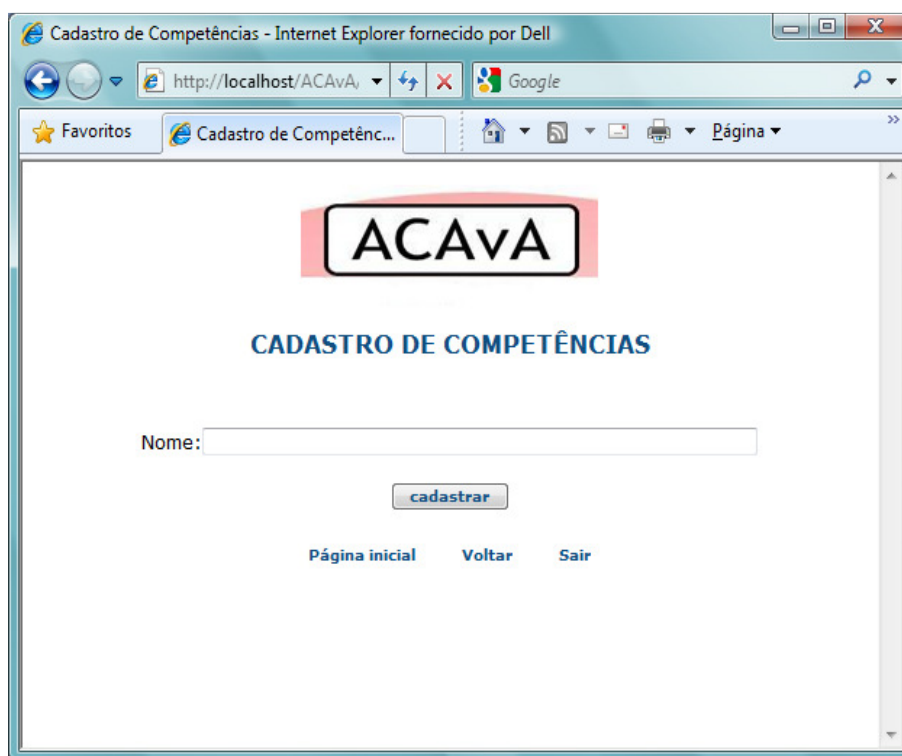 Cadastro de Competências - Internet Explorer fornecido por Dell
http://localhost/ACAvA,
Google
Favoritos
Cadastro de Competênc...
Página
ACAvA
CADASTRO DE COMPETÊNCIAS
Nome:
cadastrar
Página inicial Voltar Sair